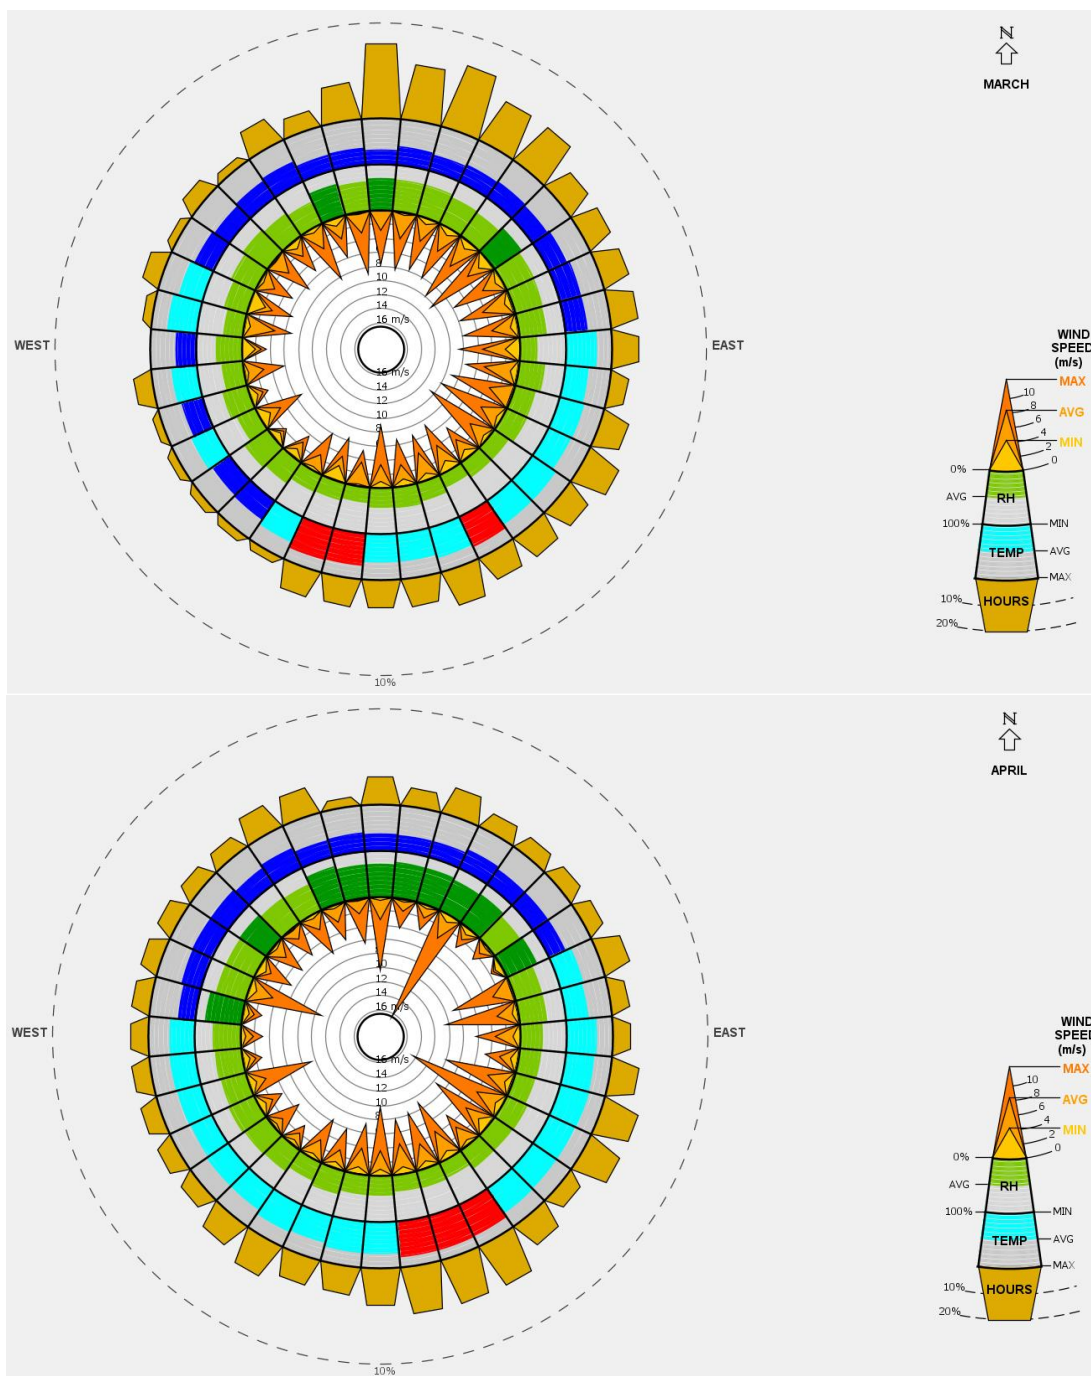 N
MARCH
WEST
EAST
8
10
12
14
16 m/s
16 m/s
14
12
10
8
10%
WIND
SPEED
(m/s)
MAX
10
8
AVG
6
4
MIN
2
0
0%
RH
AVG
100%
MIN
TEMP
AVG
MAX
HOURS
10%
20%
N
APRIL
WEST
EAST
10
12
14
16 m/s
16 m/s
14
12
10
8
10%
WIND
SPEED
(m/s)
MAX
10
8
AVG
6
4
MIN
2
0
0%
RH
AVG
100%
MIN
TEMP
AVG
MAX
HOURS
10%
20%